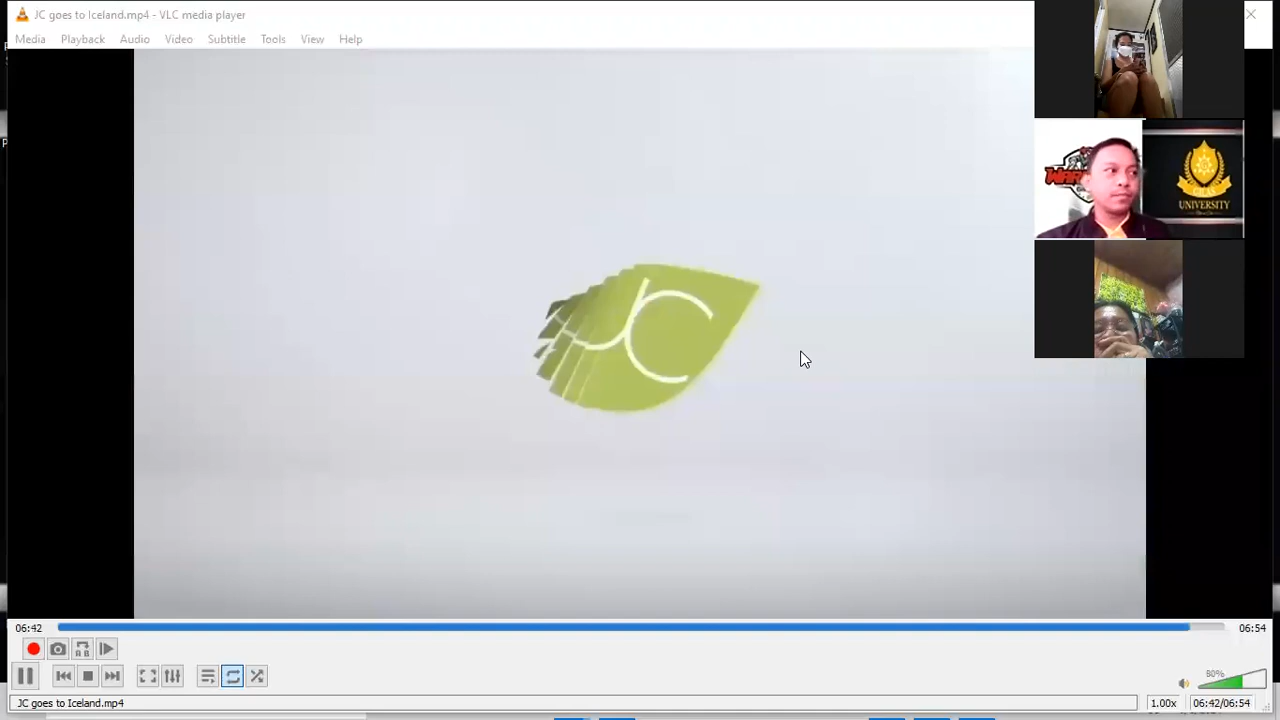 JC goes to Iceland.mp4 - VLC media player
Media Playback Audio Video Subtitle Tools View Help
JC
UNIVERSITY
06:42
06:54
A B
80%
JC goes to Iceland.mp4
1.00x
06:42/06:54